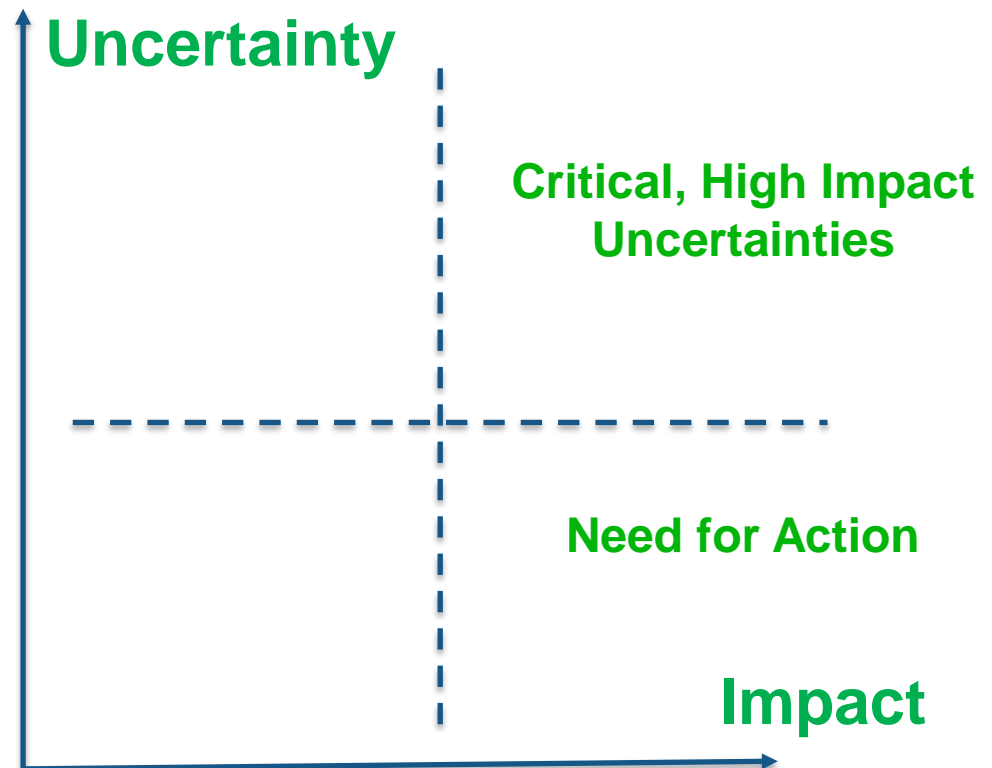 Uncertainty
Critical, High Impact
Uncertainties
Need for Action
Impact